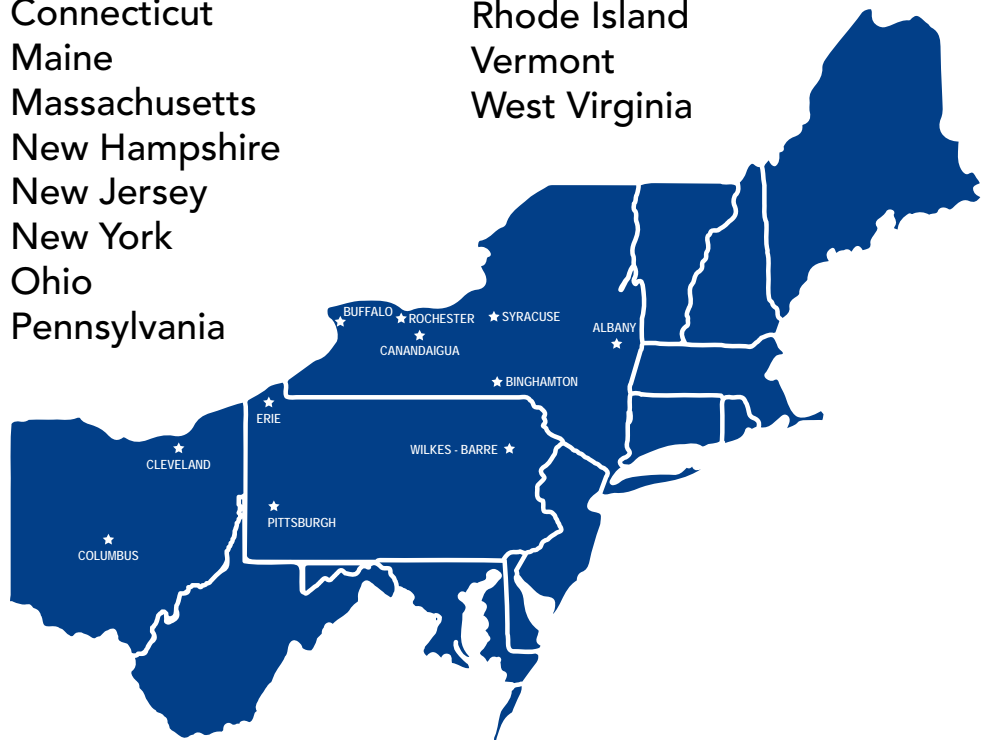 Connecticut
Maine
Massachusetts
New Hampshire
New Jersey
New York
Ohio
Pennsylvania
Rhode Island
Vermont
West Virginia
BUFFALO
ROCHESTER
SYRACUSE
CANANDAIGUA
ALBANY
BINGHAMTON
ERIE
WILKES - BARRE
CLEVELAND
PITTSBURGH
COLUMBUS